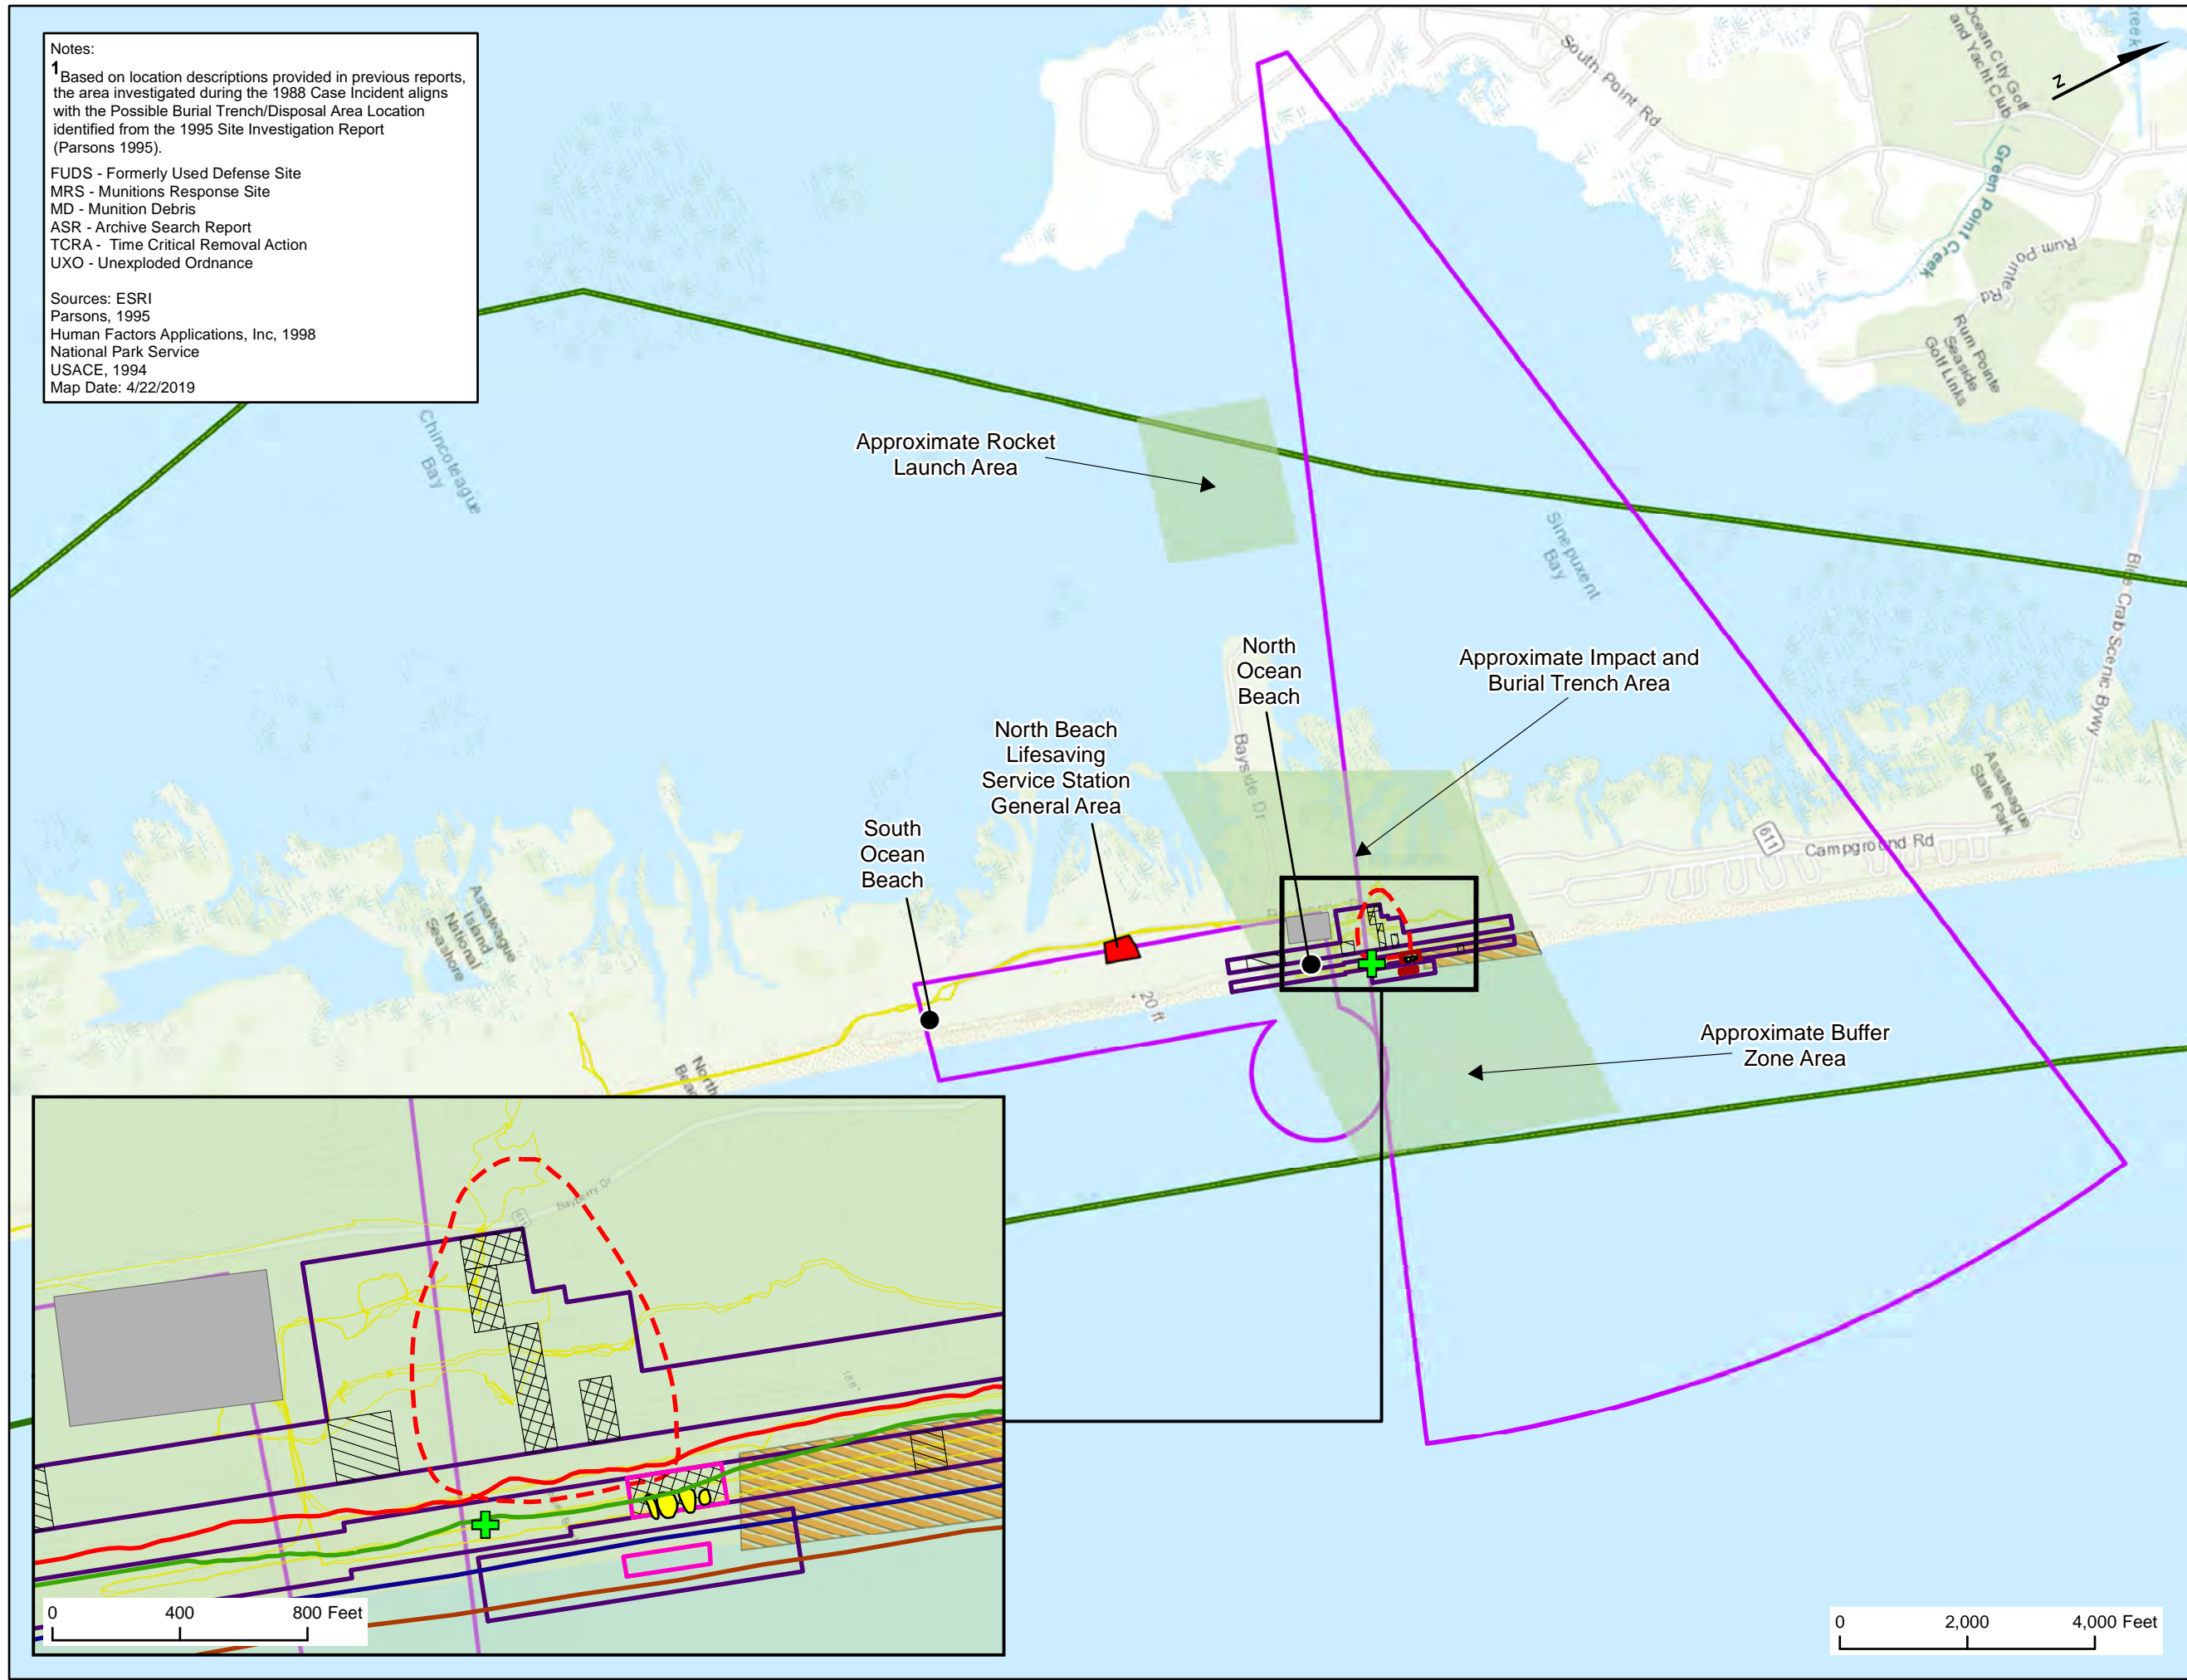 Notes:
1Based on location descriptions provided in previous reports,
the area investigated during the 1988 Case Incident aligns
with the Possible Burial Trench/Disposal Area Location
identified from the 1995 Site Investigation Report
(Parsons 1995).
FUDS - Formerly Used Defense Site
MRS - Munitions Response Site
MD - Munition Debris
ASR - Archive Search Report
TCRA - Time Critical Removal Action
UXO - Unexploded Ordnance
Sources: ESRI
Parsons, 1995
Human Factors Applications, Inc, 1998
National Park Service
USACE, 1994
Map Date: 4/22/2019
South Point Rd
Ocean City Golf
and Yacht Club
Creek
N
Green Point Creek
Rum Pointe Rd
Rum Pointe
Seaside
Golf Links
Chincoteague
Bay
Approximate Rocket
Launch Area
Sinepuxent
Bay
Blue Crab Scenic Bywy
North
Ocean
Beach
Approximate Impact and
Burial Trench Area
North Beach
Lifesaving
Service Station
General Area
Bayside Dr
Assateague
State Park
611
Campground Rd
South
Ocean
Beach
Assateague
Island
National
Seashore
20 ft
Approximate Buffer
Zone Area
North
Bayberry Dr
611
188°
0 400 800 Feet
0 2,000 4,000 Feet